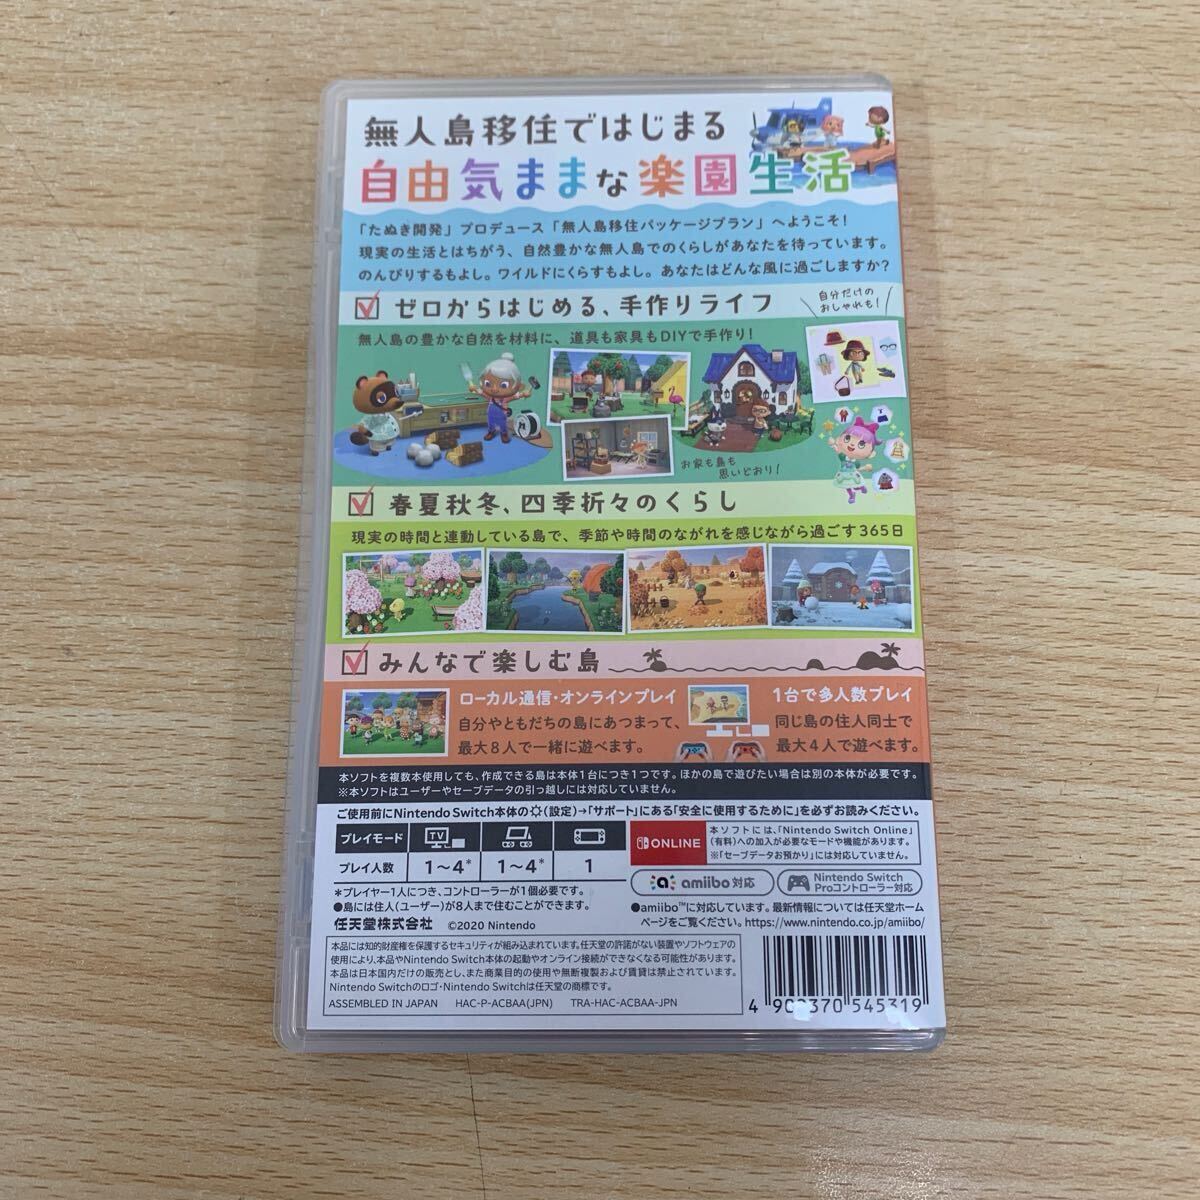 無人島移住ではじまる
自由気ままな楽園生活
「たぬき開発」プロデュース「無人島移住パッケージプラン」へようこそ!
現実の生活とはちがう、自然豊かな無人島でのくらしがあなたを待っています。
のんびりするもよし。ワイルドにくらすもよし。あなたはどんな風に過ごしますか?
ゼロからはじめる、手作りライフ
自分だけの
おしゃれも!
無人島の豊かな自然を材料に、道具も家具もDIYで手作り!
お家も島も
思いどおり!
春夏秋冬、四季折々のくらし
現実の時間と連動している島で、季節や時間のながれを感じながら過ごす365日
みんなで楽しむ島
ローカル通信・オンラインプレイ
自分やともだちの島にあつまって、
最大8人で一緒に遊べます。
1台で多人数プレイ
同じ島の住人同士で
最大4人で遊べます。
本ソフトを複数本使用しても、作成できる島は本体1台につき1つです。ほかの島で遊びたい場合は別の本体が必要です。
※本ソフトはユーザーやセーブデータの引っ越しには対応していません。
ご使用前にNintendo Switch本体の(設定)→「サポート」にある「安全に使用するために」を必ずお読みください。
プレイモード TV
プレイ人数 1〜4* 1〜4* 1
*プレイヤー1人につき、コントローラーが1個必要です。
●島には住人(ユーザー)が8人まで住むことができます。
任天堂株式会社 ©2020 Nintendo
ONLINE
本ソフトには、「Nintendo Switch Online」
(有料)への加入が必要なモードや機能があります。
※「セーブデータお預かり」には対応していません。
amiibo 対応
Nintendo Switch
Proコントローラー対応
●amiibo™に対応しています。最新情報については任天堂ホーム
ページをご覧ください。https://www.nintendo.co.jp/amiibo/
本品には知的財産権を保護するセキュリティが組み込まれています。任天堂の許諾がない装置やソフトウェアの
使用により、本品やNintendo Switch本体の起動やオンライン接続ができなくなる可能性があります。
本品は日本国内だけの販売とし、また商業目的の使用や無断複製および賃貸は禁止されています。
Nintendo Switchのロゴ・Nintendo Switchは任天堂の商標です。
ASSEMBLED IN JAPAN HAC-P-ACBAA(JPN) TRA-HAC-ACBAA-JPN
4 902370 545319